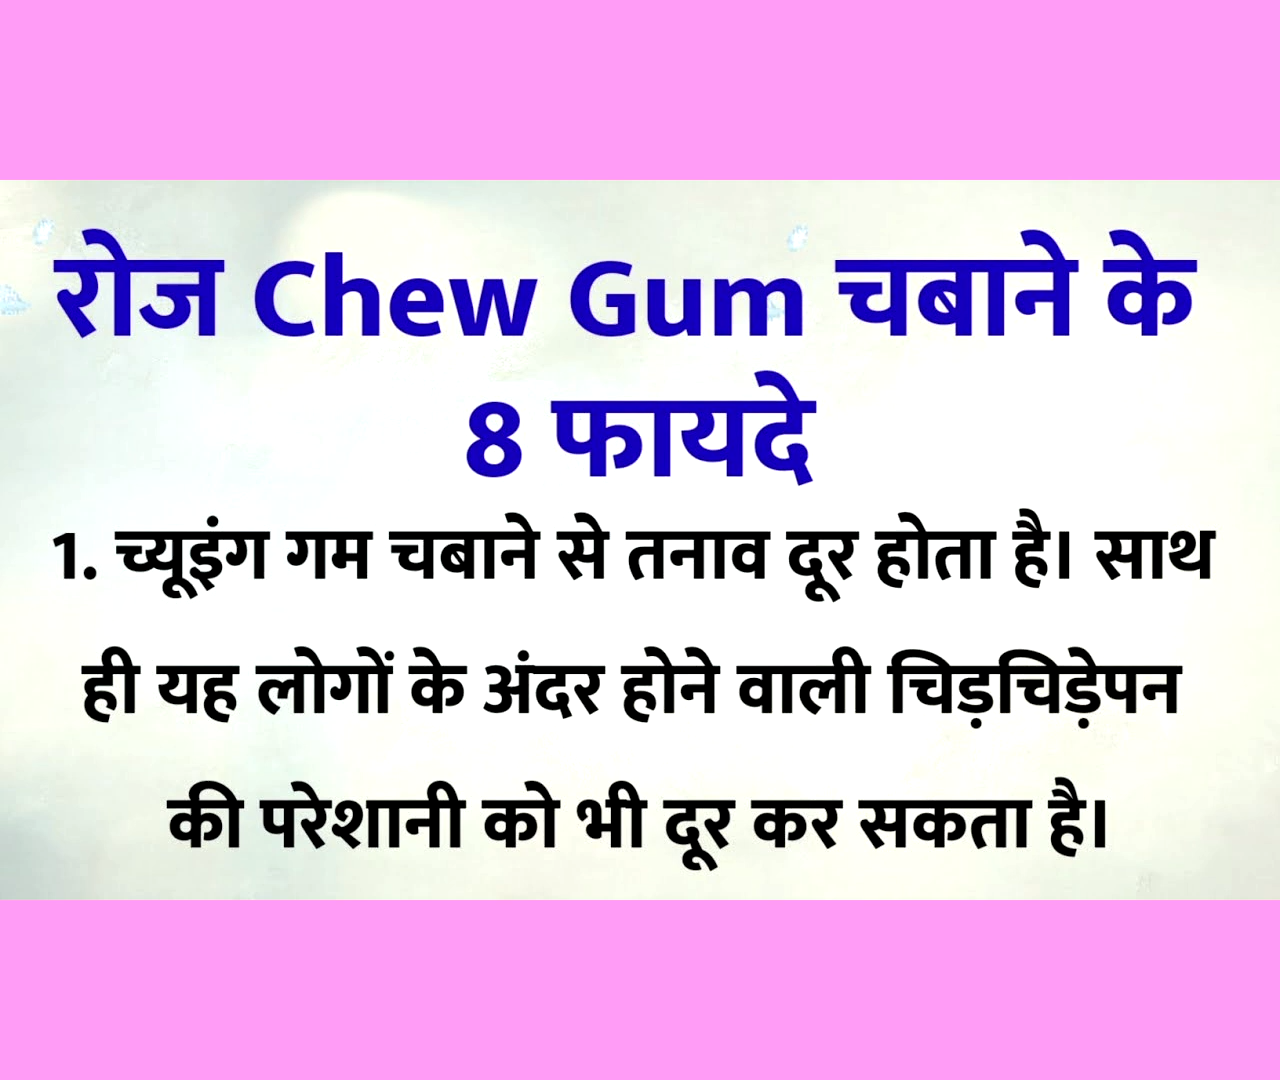 रोज Chew Gum चबाने के
8 फायदे
1. च्यूइंग गम चबाने से तनाव दूर होता है। साथ
ही यह लोगों के अंदर होने वाली चिड़चिड़ेपन
की परेशानी को भी दूर कर सकता है।